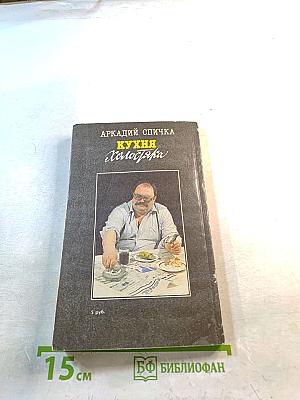 АРКАДИЙ СПИЧКА
КУХНЯ
холостяка
5 руб.
15 см
БФ БИБЛИОФАН